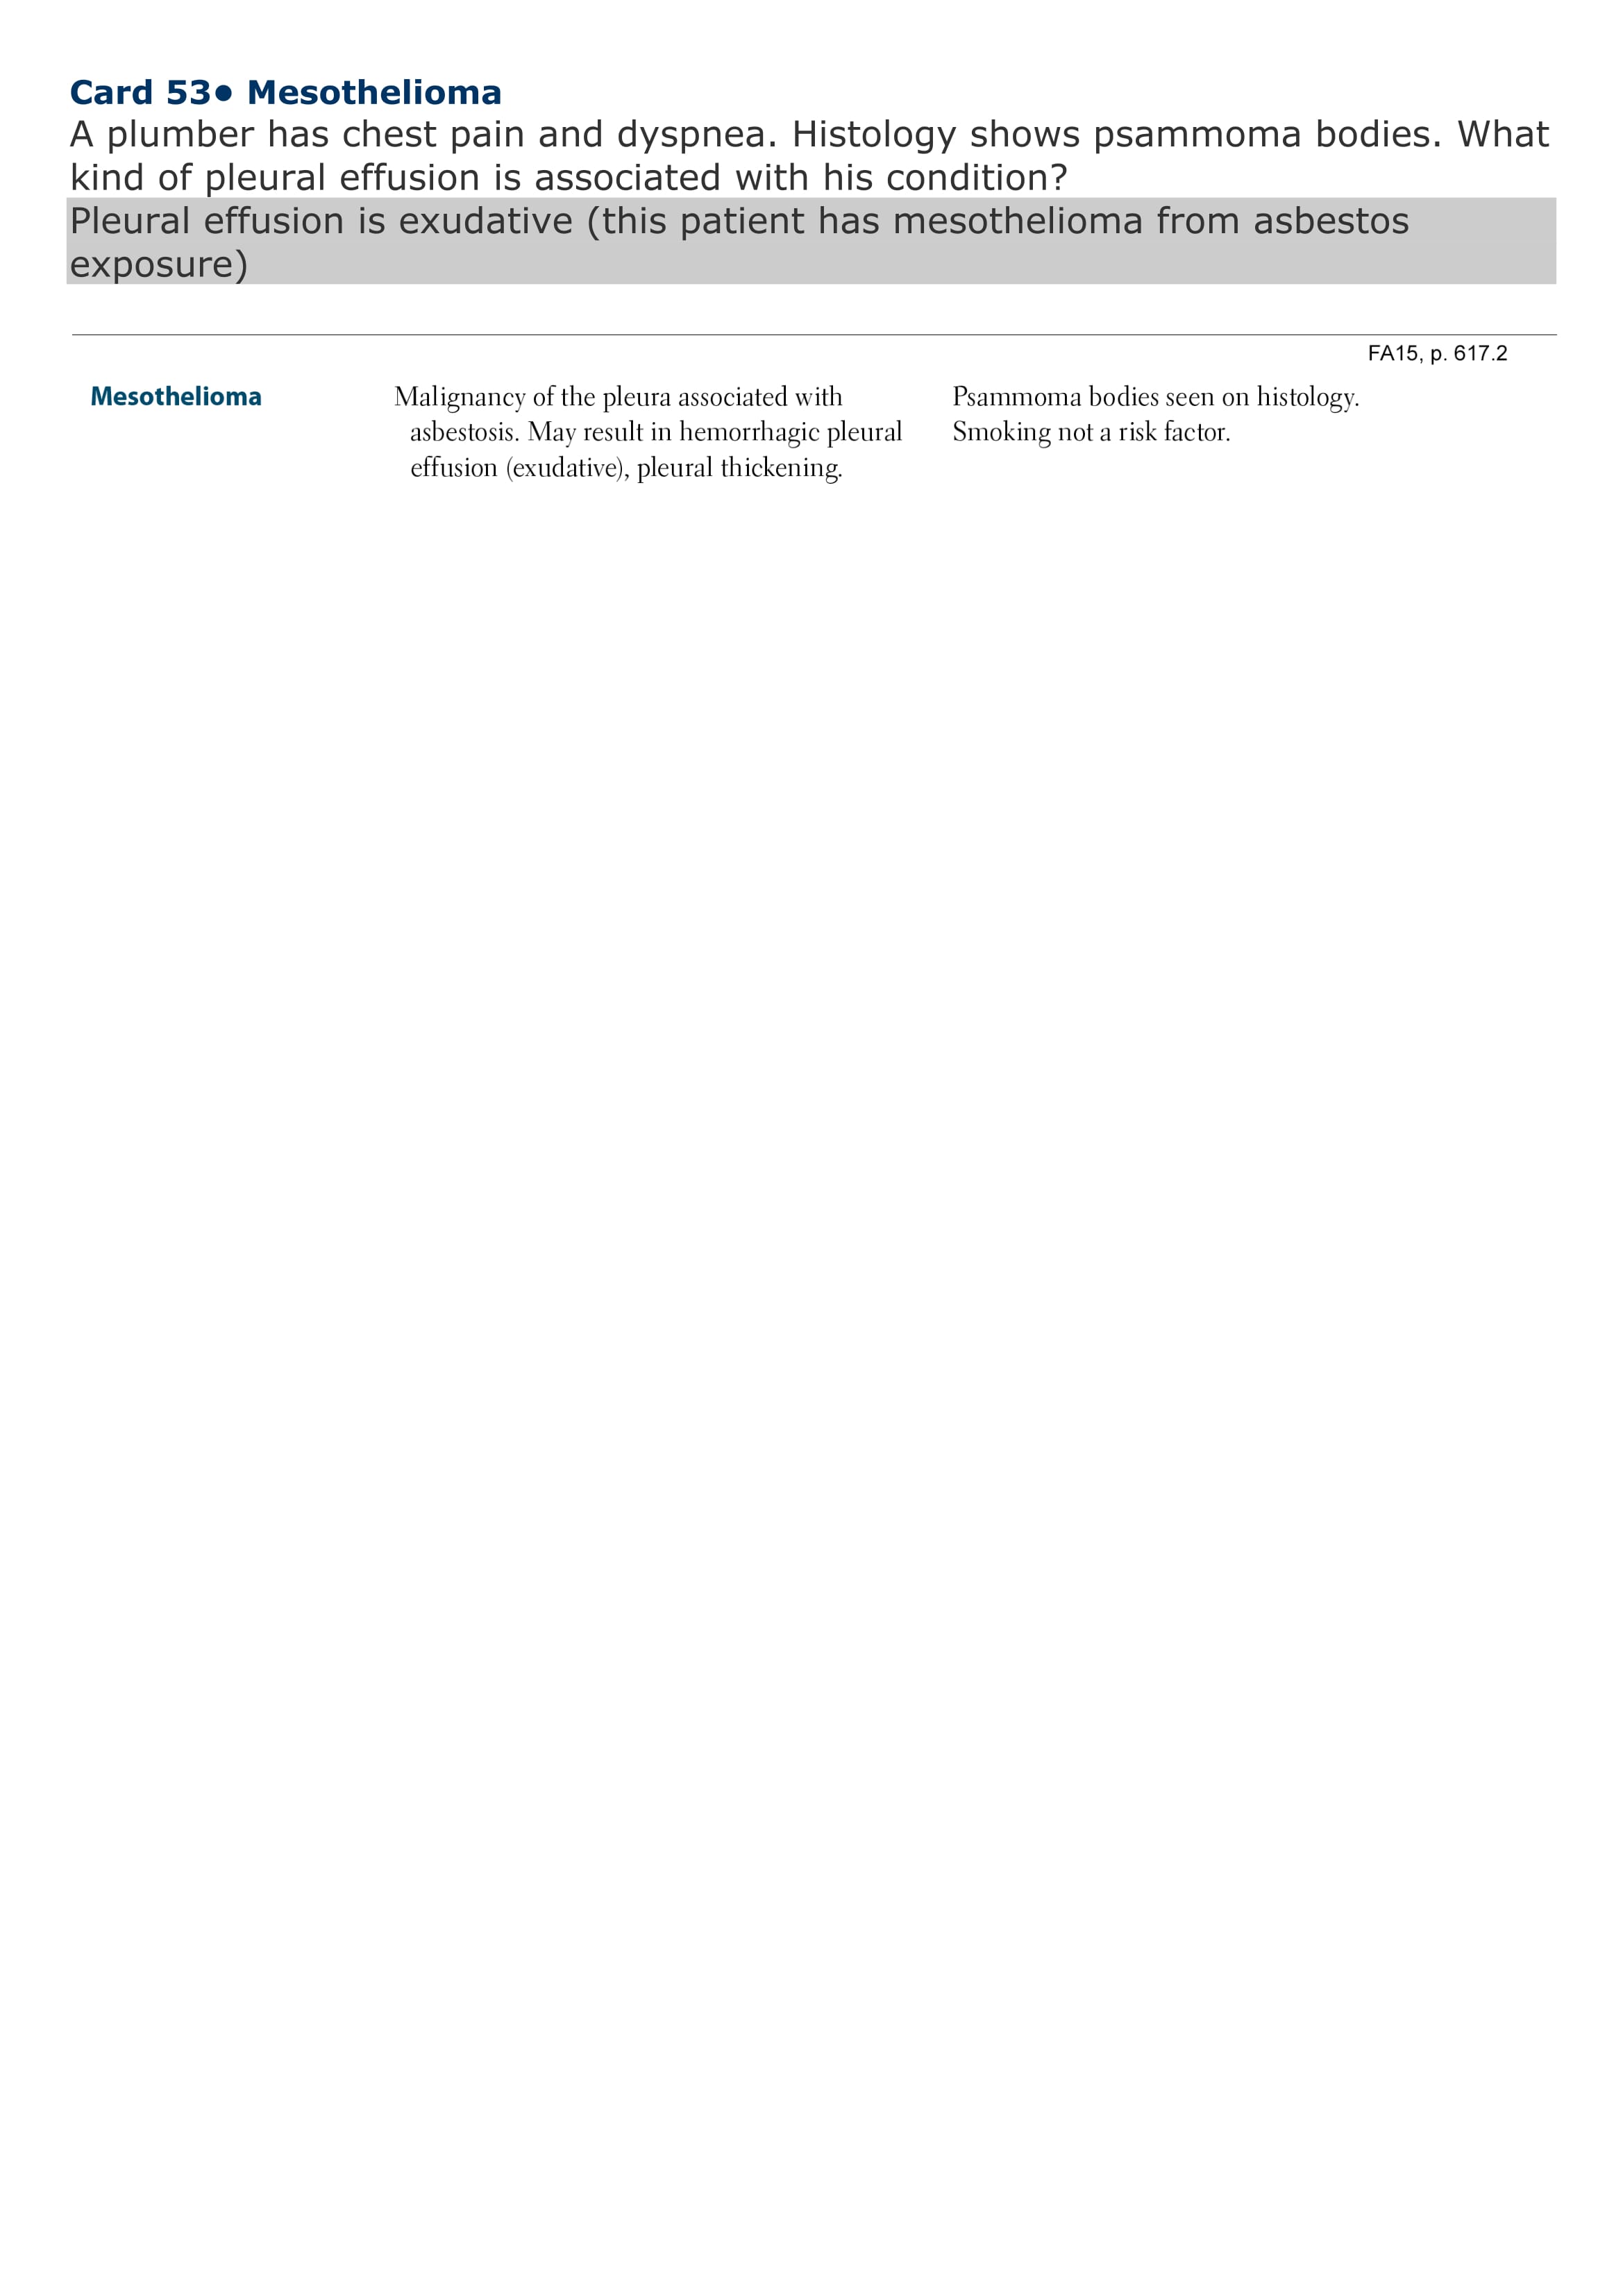 Card 53● Mesothelioma
A plumber has chest pain and dyspnea. Histology shows psammoma bodies. What
kind of pleural effusion is associated with his condition?
Pleural effusion is exudative (this patient has mesothelioma from asbestos
exposure)
FA15, p. 617.2
Mesothelioma
Malignancy of the pleura associated with
asbestosis. May result in hemorrhagic pleural
effusion (exudative), pleural thickening.
Psammoma bodies seen on histology.
Smoking not a risk factor.